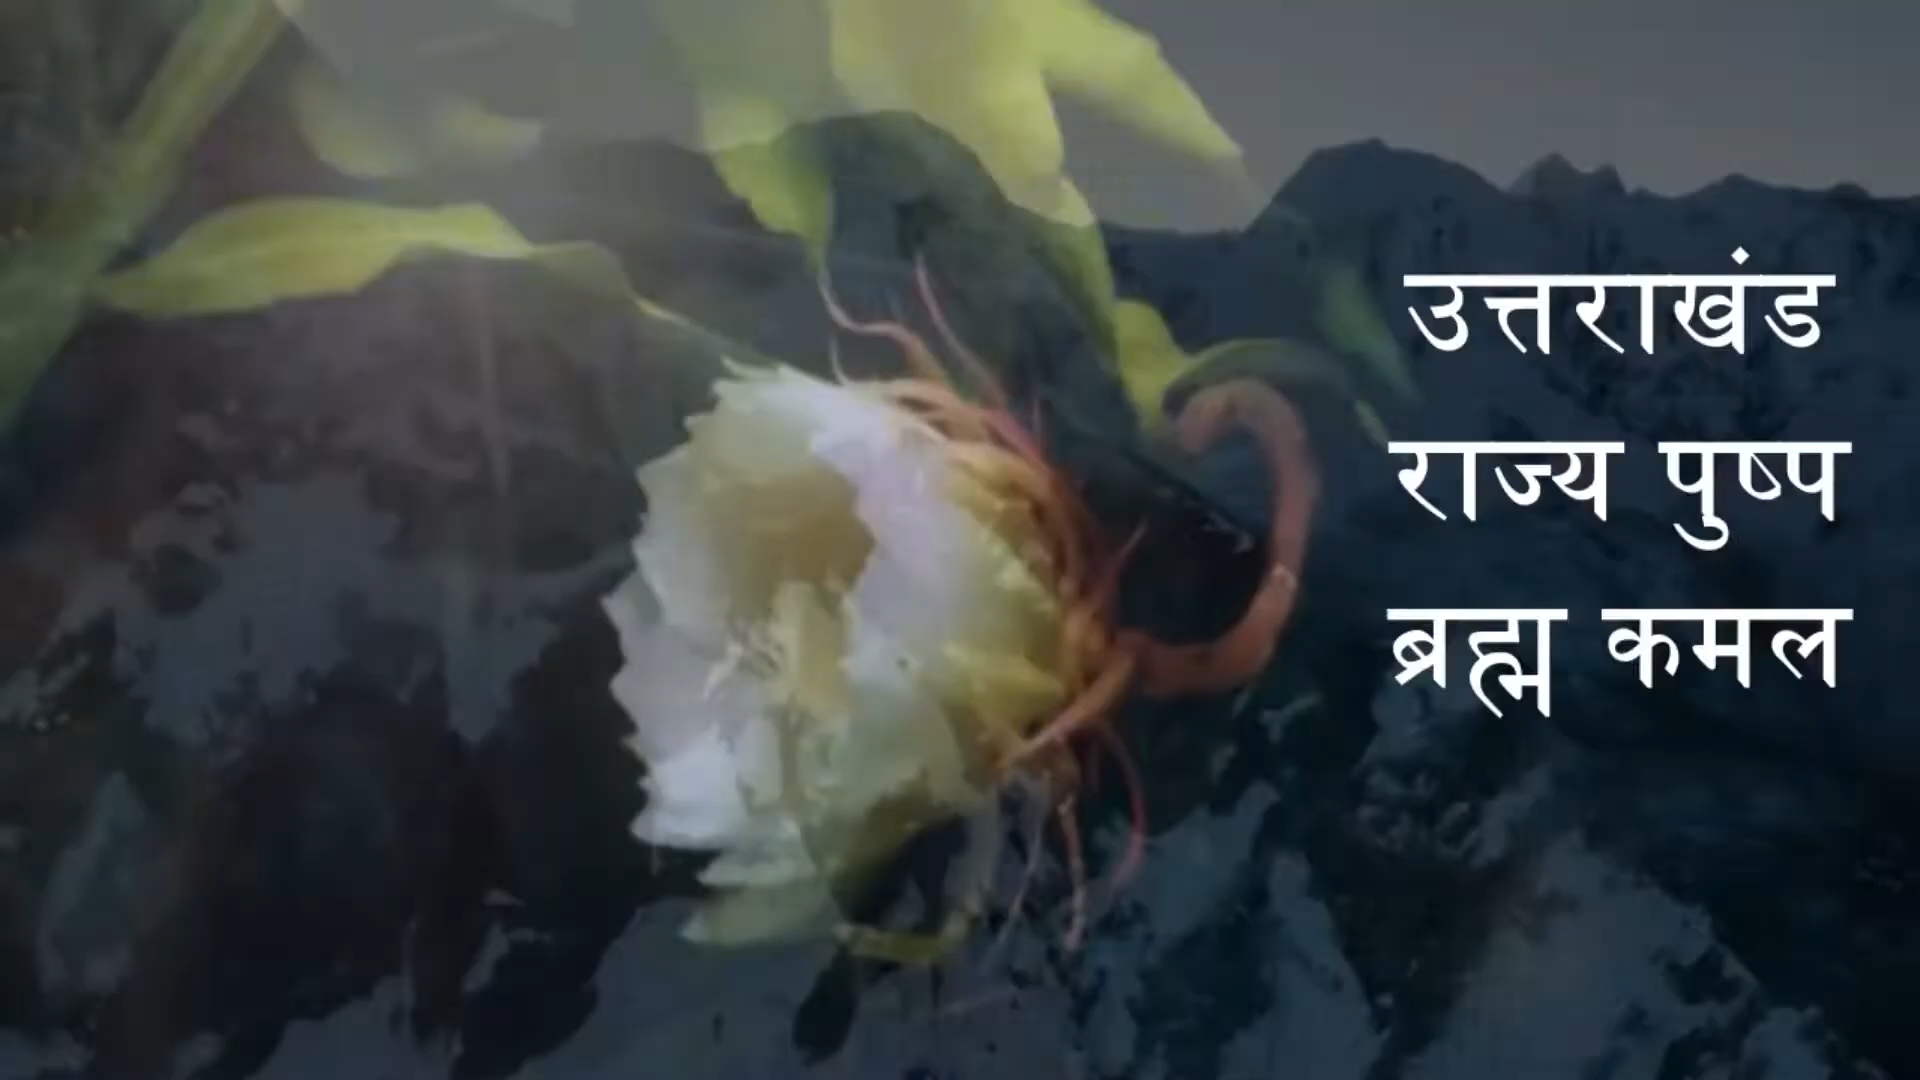 उत्तराखंड
राज्य पुष्प
ब्रह्म कमल